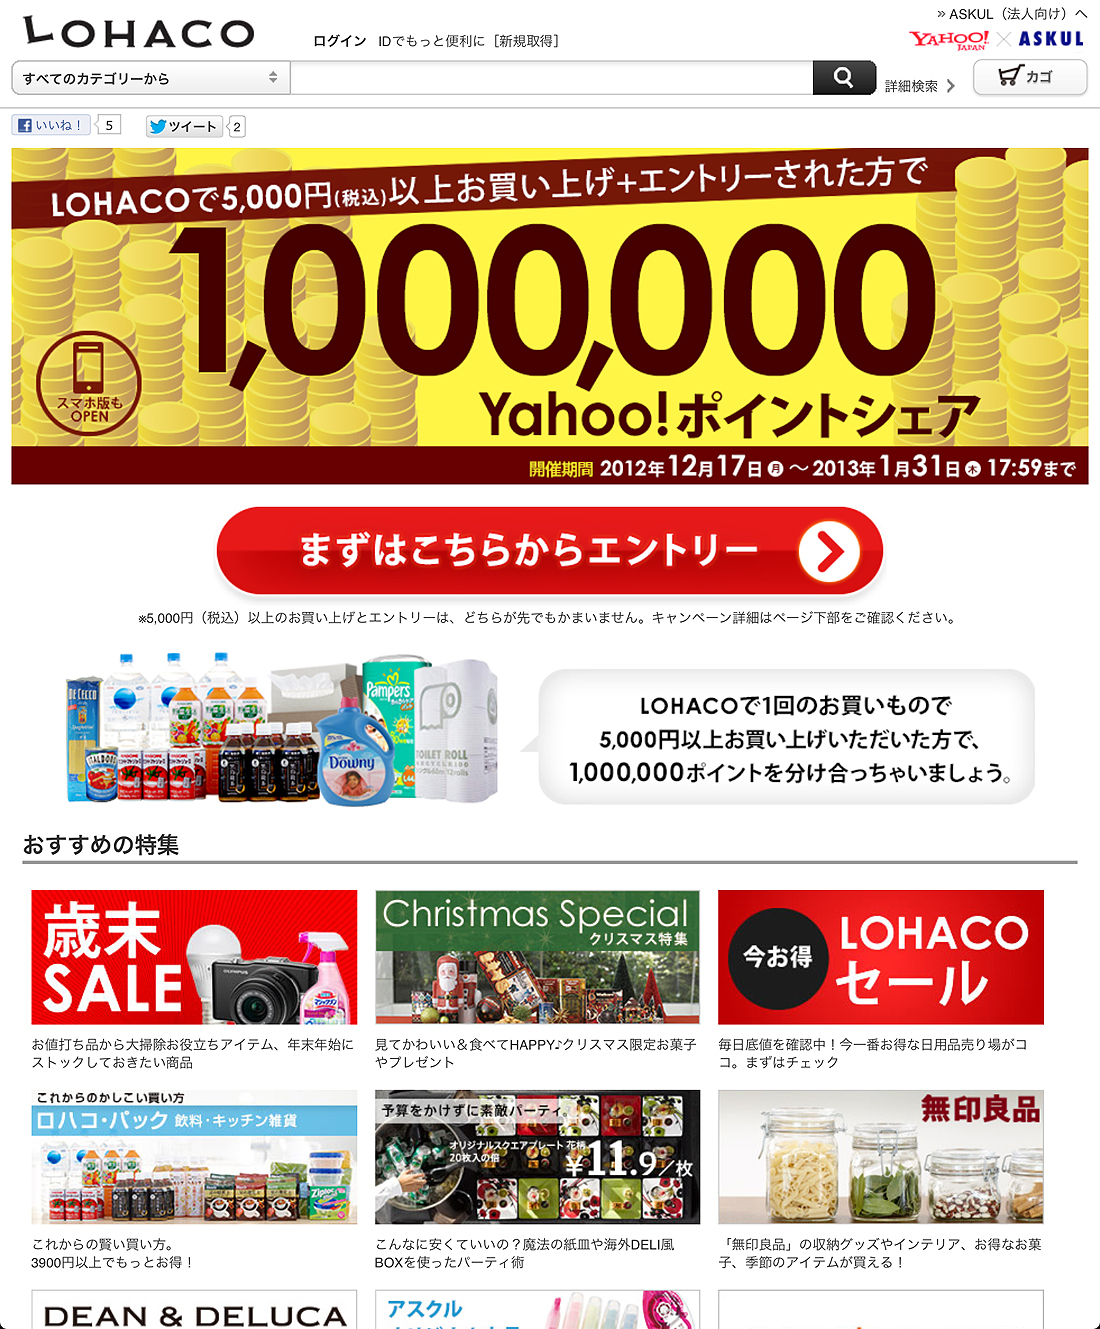 » ASKUL（法人向け）へ
LOHACO
ログイン IDでもっと便利に［新規取得］
YAHOO! JAPAN × ASKUL
すべてのカテゴリーから
詳細検索
カゴ
いいね！ 5
ツイート 2
LOHACOで5,000円(税込)以上お買い上げ+エントリーされた方で
1,000,000
スマホ版も
OPEN
Yahoo!ポイントシェア
開催期間 2012年12月17日(月)～2013年1月31日(木)17:59まで
まずはこちらからエントリー
※5,000円（税込）以上のお買い上げとエントリーは、どちらが先でもかまいません。キャンペーン詳細はページ下部をご確認ください。
DE CECCO
Pampers
TOILET ROLL
Downy
LOHACOで1回のお買いもので
5,000円以上お買い上げいただいた方で、
1,000,000ポイントを分け合っちゃいましょう。
おすすめの特集
歳末
SALE
OLYMPUS
お値打ち品から大掃除お役立ちアイテム、年末年始に
ストックしておきたい商品
Christmas Special
クリスマス特集
見てかわいい＆食べてHAPPY♪クリスマス限定お菓子
やプレゼント
今お得
LOHACO
セール
毎日底値を確認中！今一番お得な日用品売り場がコ
コ。まずはチェック
これからのかしこい買い方
ロハコ・パック 飲料・キッチン雑貨
Ziploc
これからの賢い買い方。
3900円以上でもっとお得！
予算をかけずに素敵パーティ。
オリジナルスクエアプレート 花柄
20枚入の倍
¥11.9／枚
こんなに安くていいの？魔法の紙皿や海外DELI風
BOXを使ったパーティ術
無印良品
「無印良品」の収納グッズやインテリア、お得なお菓
子、季節のアイテムが買える！
DEAN & DELUCA
アスクル